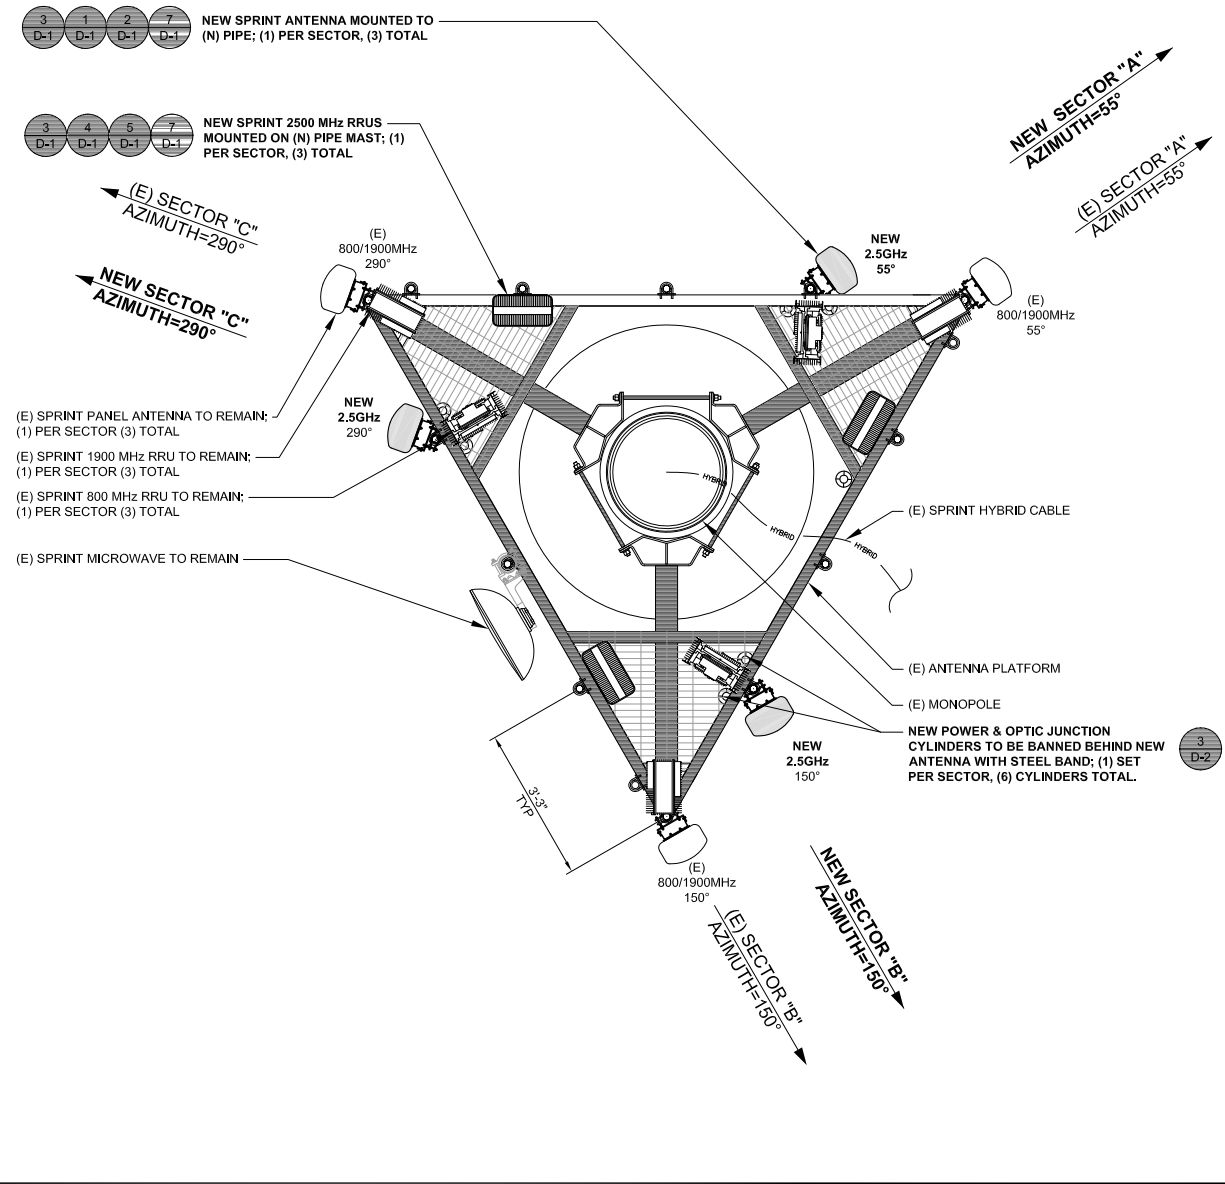 3 1 2 7
D-1 D-1 D-1 D-1
NEW SPRINT ANTENNA MOUNTED TO
(N) PIPE; (1) PER SECTOR, (3) TOTAL
3 4 5 7
D-1 D-1 D-1 D-1
NEW SPRINT 2500 MHz RRUS
MOUNTED ON (N) PIPE MAST; (1)
PER SECTOR, (3) TOTAL
NEW SECTOR "A"
AZIMUTH=55°
(E) SECTOR "A"
AZIMUTH=55°
(E) SECTOR "C"
AZIMUTH=290°
NEW SECTOR "C"
AZIMUTH=290°
(E)
800/1900MHz
290°
NEW
2.5GHz
55°
(E)
800/1900MHz
55°
NEW
2.5GHz
290°
(E) SPRINT PANEL ANTENNA TO REMAIN;
(1) PER SECTOR (3) TOTAL
(E) SPRINT 1900 MHz RRU TO REMAIN;
(1) PER SECTOR (3) TOTAL
(E) SPRINT 800 MHz RRU TO REMAIN;
(1) PER SECTOR (3) TOTAL
(E) SPRINT MICROWAVE TO REMAIN
HYBRID
HYBRID
HYBRID
(E) SPRINT HYBRID CABLE
(E) ANTENNA PLATFORM
(E) MONOPOLE
NEW POWER & OPTIC JUNCTION
CYLINDERS TO BE BANNED BEHIND NEW
ANTENNA WITH STEEL BAND; (1) SET
PER SECTOR, (6) CYLINDERS TOTAL.
3
D-2
NEW
2.5GHz
150°
3'-3"
TYP
(E)
800/1900MHz
150°
NEW SECTOR "B"
AZIMUTH=150°
(E) SECTOR "B"
AZIMUTH=150°